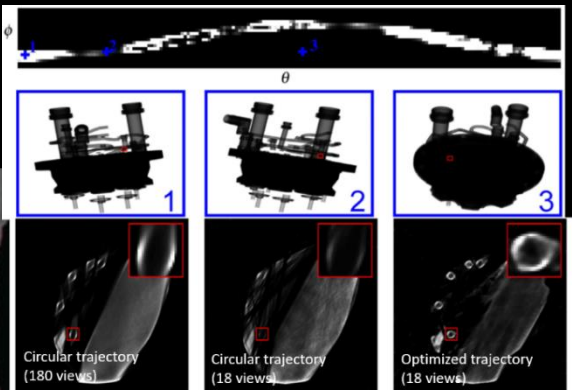 ϕ
1
2
3
θ
1
2
3
Circular trajectory
(180 views)
Circular trajectory
(18 views)
Optimized trajectory
(18 views)